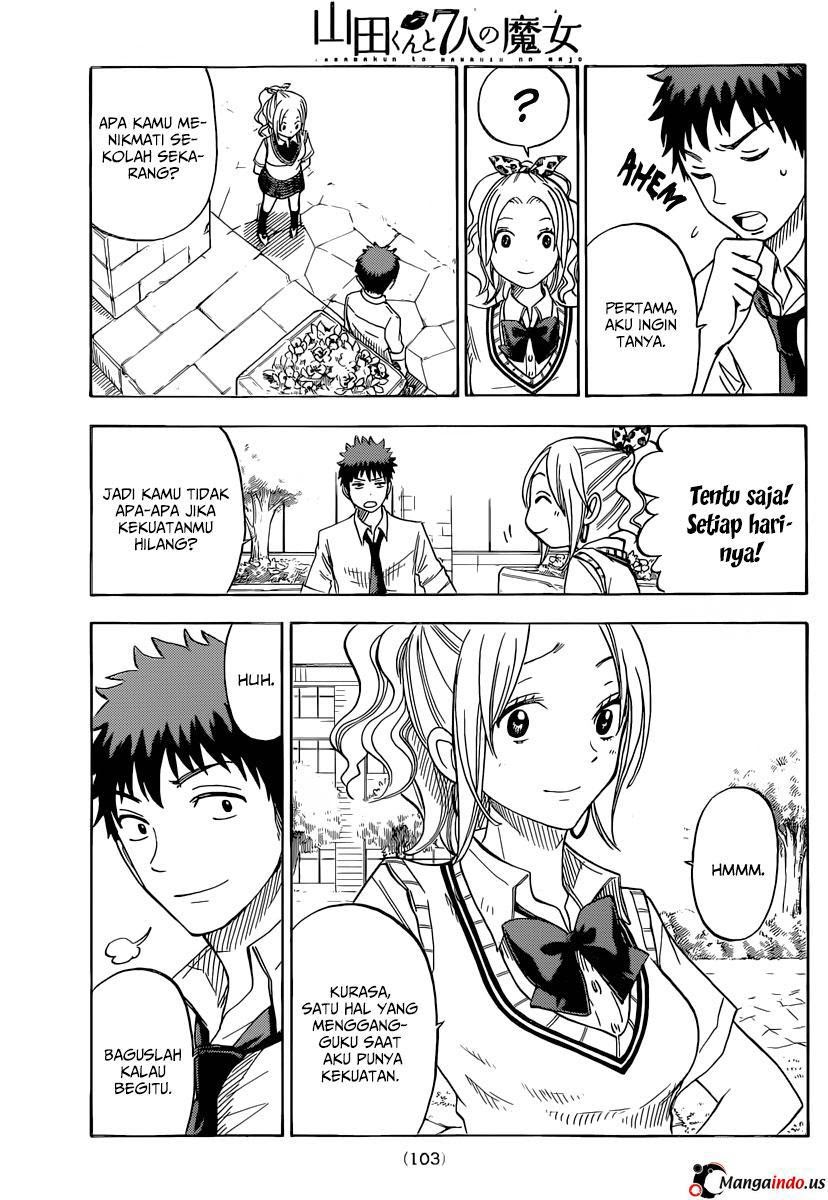 山田くんと7人の魔女
AHEM
PERTAMA,
AKU INGIN
TANYA.
?
APA KAMU ME-
NIKMATI SE-
KOLAH SEKA-
RANG?
Tentu saja!
Setiap hari-
nya!
JADI KAMU TIDAK
APA-APA JIKA
KEKUATANMU
HILANG?
HMMM.
KURASA,
SATU HAL YANG
MENGGANG-
GUKU SAAT
AKU PUNYA
KEKUATAN.
HUH.
BAGUSLAH
KALAU
BEGITU.
(103)
Mangaindo.us